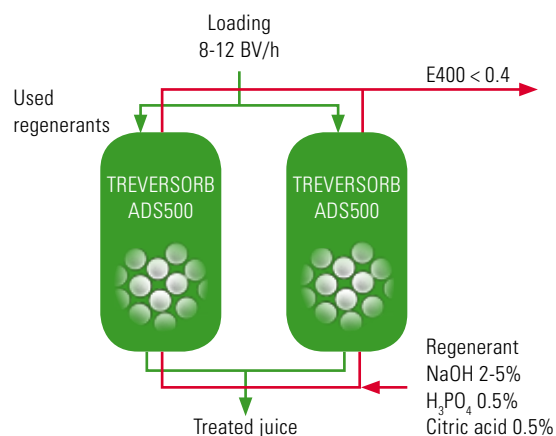 Loading
8-12 BV/h
E400 < 0.4
Used
regenerants
TREVERSORB
ADS500
TREVERSORB
ADS500
Regenerant
NaOH 2-5%
H₃PO₄ 0.5%
Citric acid 0.5%
Treated juice